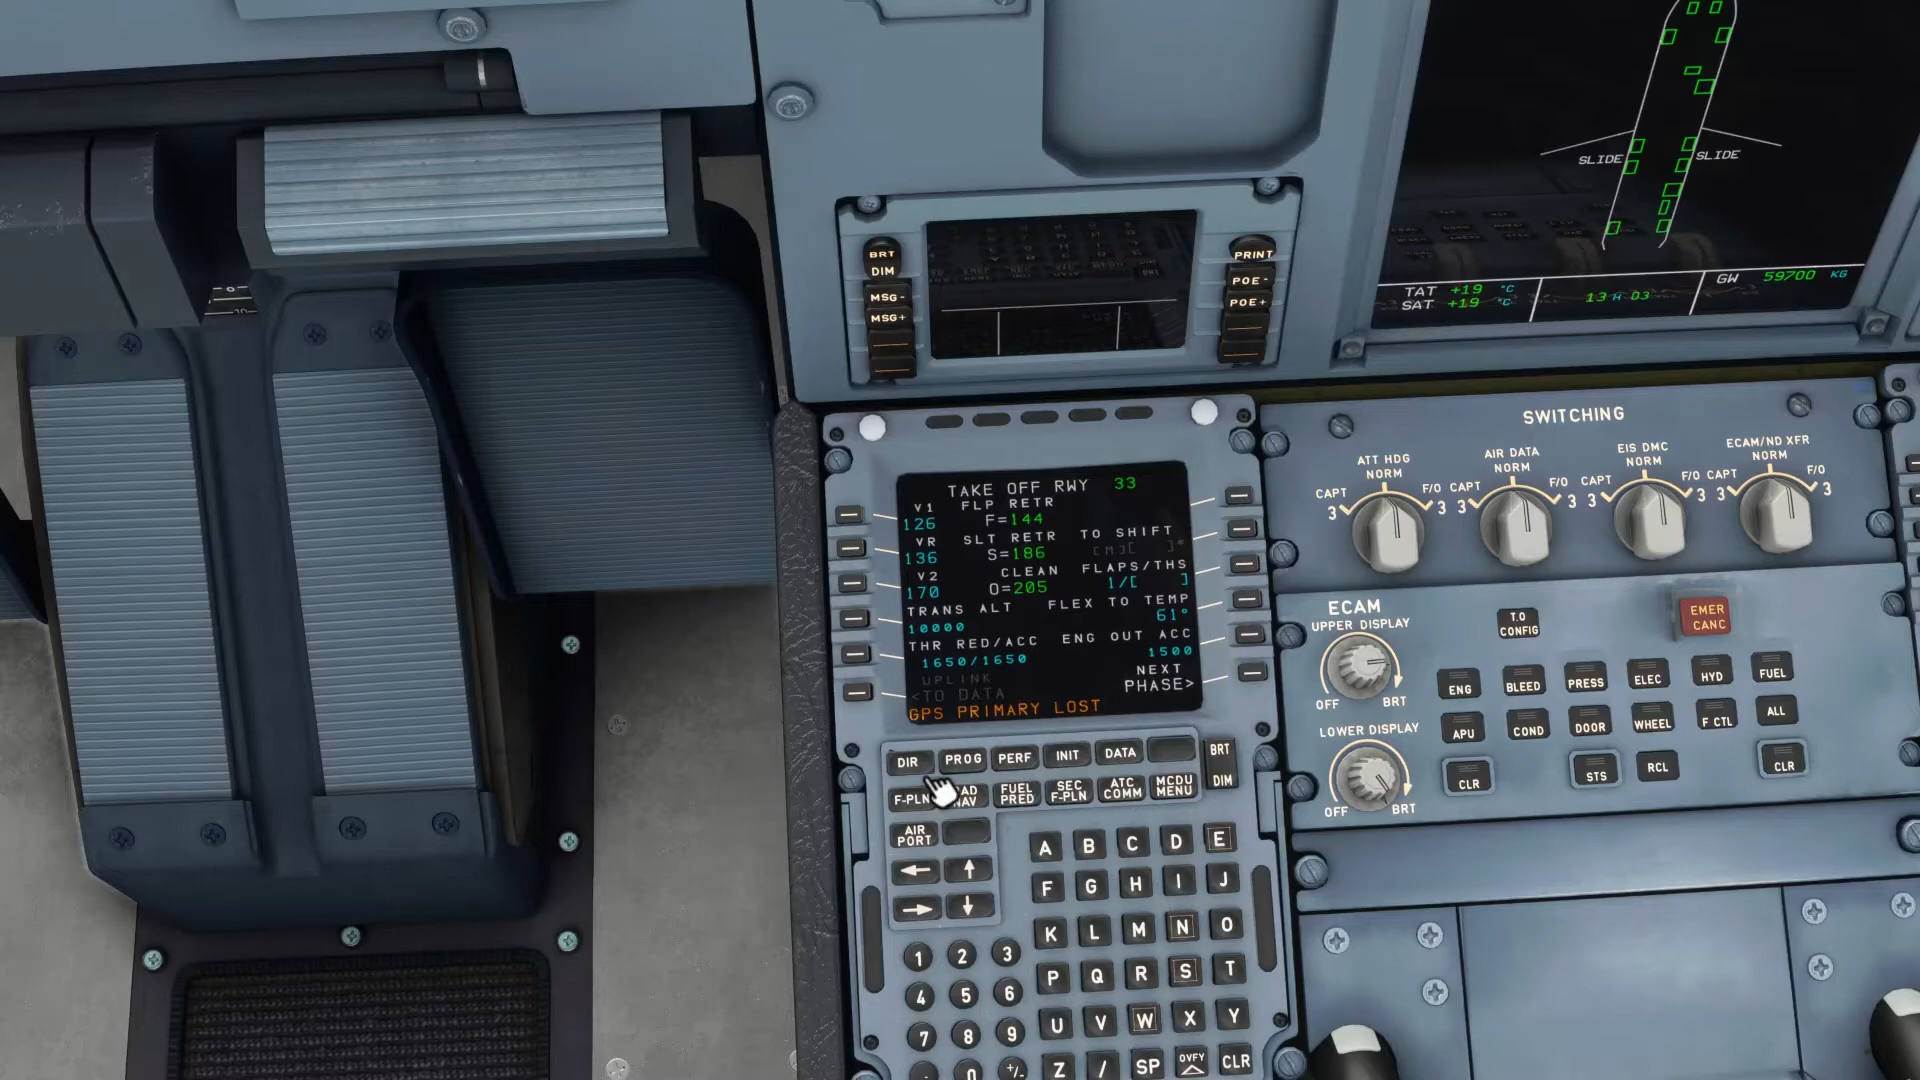 SLIDE SLIDE
TAT +19 °C
SAT +19 °C
13 H 03
GW 59700 KG
BRT
DIM
MSG-
MSG+
PRINT
POE-
POE+
0
10
TAKE OFF RWY 33
V1 FLP RETR
126 F=144
VR SLT RETR TO SHIFT
136 S=186 [M][ ]*
V2 CLEAN FLAPS/THS
170 O=205 1/[ ]
TRANS ALT FLEX TO TEMP
10000 61°
THR RED/ACC ENG OUT ACC
1650/1650 1500
UPLINK NEXT
<TO DATA PHASE>
GPS PRIMARY LOST
DIR PROG PERF INIT DATA
BRT
DIM
F-PLN
NAV
FUEL
PRED
SEC
F-PLN
ATC
COMM
MCDU
MENU
AIR
PORT
← ↑
→ ↓
A B C D E
F G H I J
K L M N O
P Q R S T
U V W X Y
Z / SP OVFY CLR
1 2 3
4 5 6
7 8 9
. 0 +/-
SWITCHING
ATT HDG
NORM
CAPT F/O
3 3
AIR DATA
NORM
CAPT F/O
3 3
EIS DMC
NORM
CAPT F/O
3 3
ECAM/ND XFR
NORM
CAPT F/O
3 3
ECAM
UPPER DISPLAY
OFF BRT
LOWER DISPLAY
OFF BRT
T.O
CONFIG
EMER
CANC
ENG BLEED PRESS ELEC HYD FUEL
APU COND DOOR WHEEL F CTL ALL
CLR STS RCL CLR